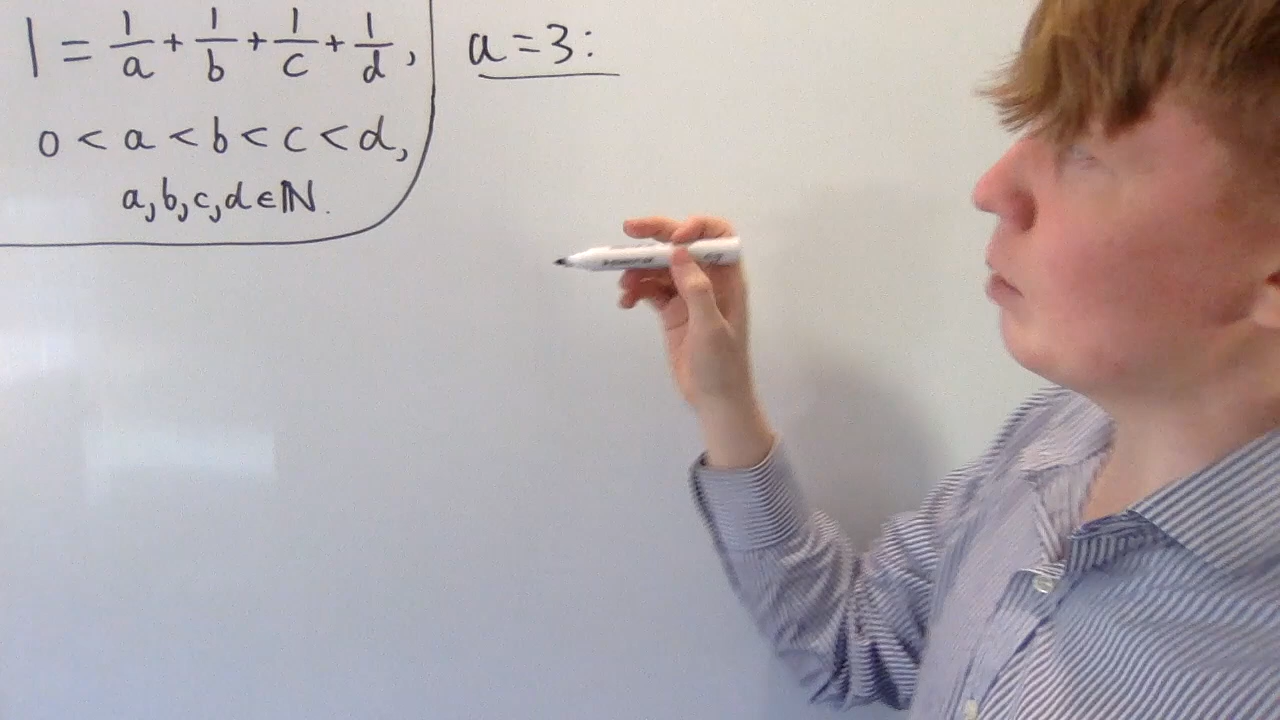 1 = 1/a + 1/b + 1/c + 1/d,
0 < a < b < c < d,
a,b,c,d ∈ ℕ.
a = 3: